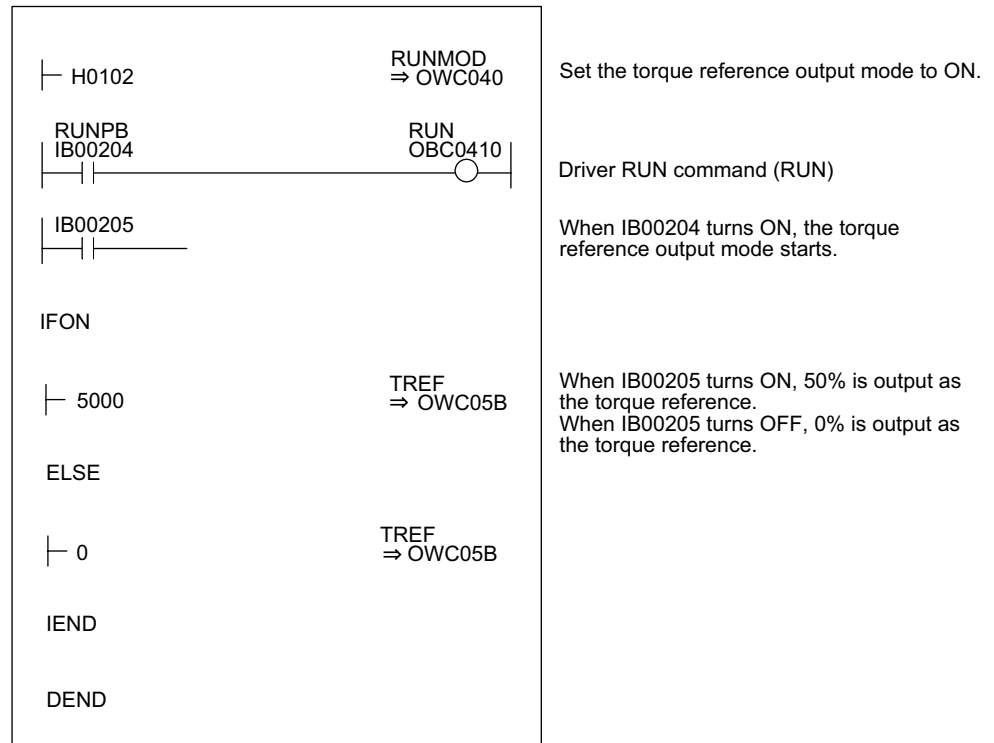 RUNMOD
H0102 ⇒ OWC040 Set the torque reference output mode to ON.
RUNPB RUN
IB00204 OBC0410
Driver RUN command (RUN)
IB00205 When IB00204 turns ON, the torque
reference output mode starts.
IFON
TREF When IB00205 turns ON, 50% is output as
5000 ⇒ OWC05B the torque reference.
When IB00205 turns OFF, 0% is output as
the torque reference.
ELSE
TREF
0 ⇒ OWC05B
IEND
DEND